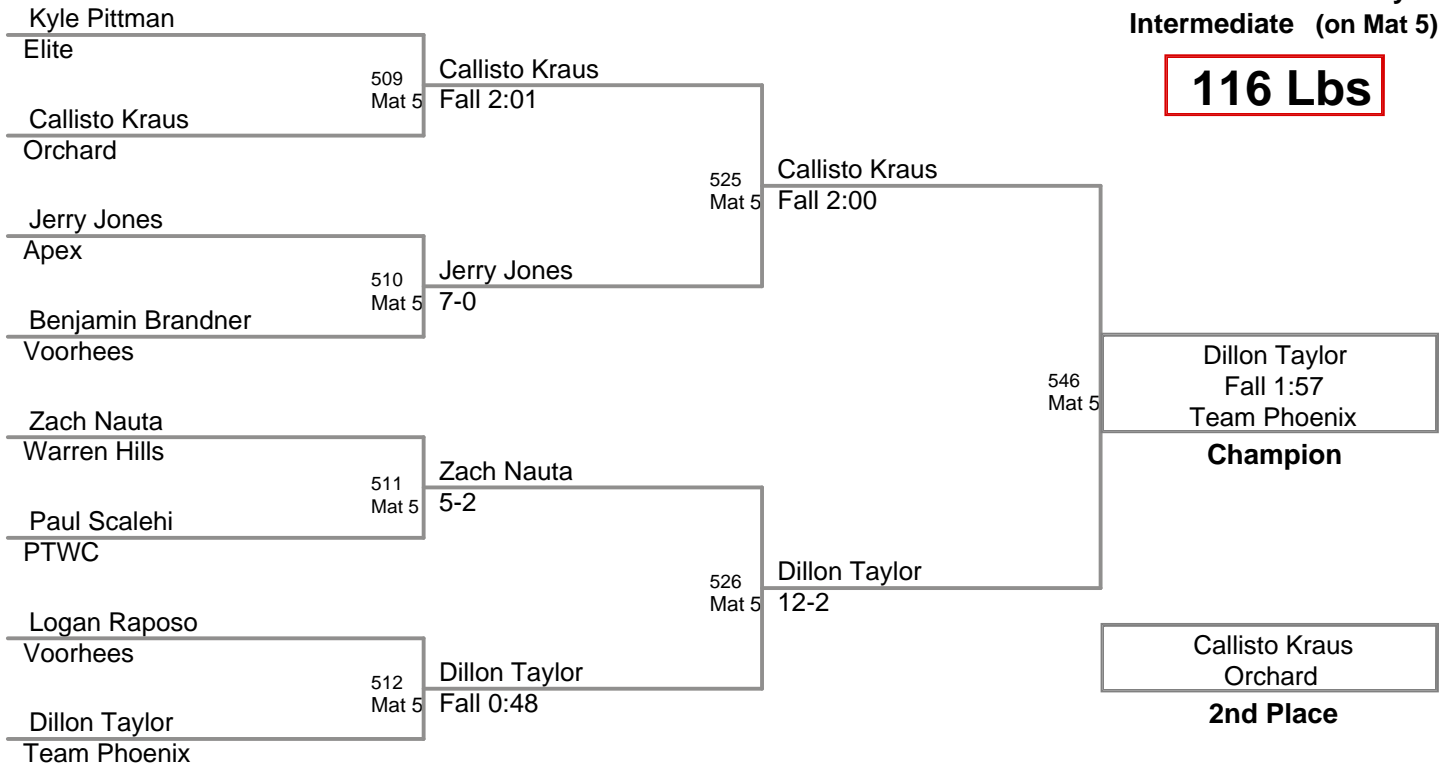 Intermediate (on Mat 5)
116 Lbs
Kyle Pittman
Elite
509
Mat 5
Callisto Kraus
Fall 2:01
Callisto Kraus
Orchard
525
Mat 5
Callisto Kraus
Fall 2:00
Jerry Jones
Apex
510
Mat 5
Jerry Jones
7-0
Benjamin Brandner
Voorhees
546
Mat 5
Dillon Taylor
Fall 1:57
Team Phoenix
Champion
Zach Nauta
Warren Hills
511
Mat 5
Zach Nauta
5-2
Paul Scalehi
PTWC
526
Mat 5
Dillon Taylor
12-2
Logan Raposo
Voorhees
512
Mat 5
Dillon Taylor
Fall 0:48
Dillon Taylor
Team Phoenix
Callisto Kraus
Orchard
2nd Place